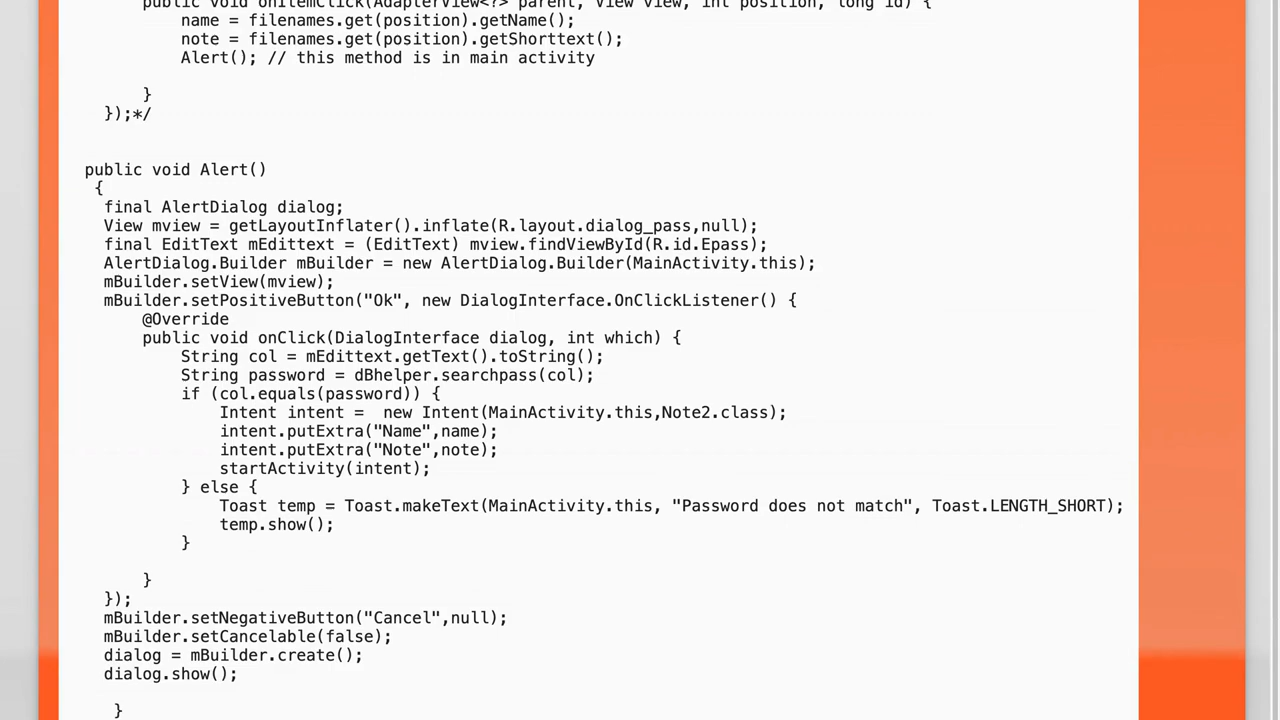 public void onItemClick(AdapterView<?> parent, View view, int position, long id) {
name = filenames.get(position).getName();
note = filenames.get(position).getShorttext();
Alert(); // this method is in main activity
}
});*/
public void Alert()
{
final AlertDialog dialog;
View mview = getLayoutInflater().inflate(R.layout.dialog_pass,null);
final EditText mEdittext = (EditText) mview.findViewById(R.id.Epass);
AlertDialog.Builder mBuilder = new AlertDialog.Builder(MainActivity.this);
mBuilder.setView(mview);
mBuilder.setPositiveButton("Ok", new DialogInterface.OnClickListener() {
@Override
public void onClick(DialogInterface dialog, int which) {
String col = mEdittext.getText().toString();
String password = dBhelper.searchpass(col);
if (col.equals(password)) {
Intent intent =  new Intent(MainActivity.this,Note2.class);
intent.putExtra("Name",name);
intent.putExtra("Note",note);
startActivity(intent);
} else {
Toast temp = Toast.makeText(MainActivity.this, "Password does not match", Toast.LENGTH_SHORT);
temp.show();
}
}
});
mBuilder.setNegativeButton("Cancel",null);
mBuilder.setCancelable(false);
dialog = mBuilder.create();
dialog.show();
}